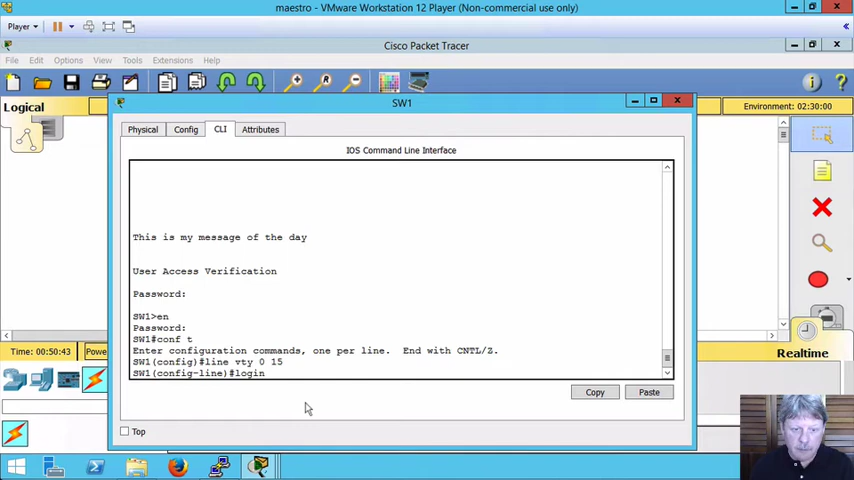 maestro - VMware Workstation 12 Player (Non-commercial use only)
Player
Cisco Packet Tracer
File Edit Options View Tools Extensions Help
Logical
Environment: 02:30:00
SW1
Physical Config CLI Attributes
IOS Command Line Interface
This is my message of the day
User Access Verification
Password:
SW1>en
Password:
SW1#conf t
Enter configuration commands, one per line. End with CNTL/Z.
SW1(config)#line vty 0 15
SW1(config-line)#login
Copy Paste
Top
Time: 00:50:43
Realtime